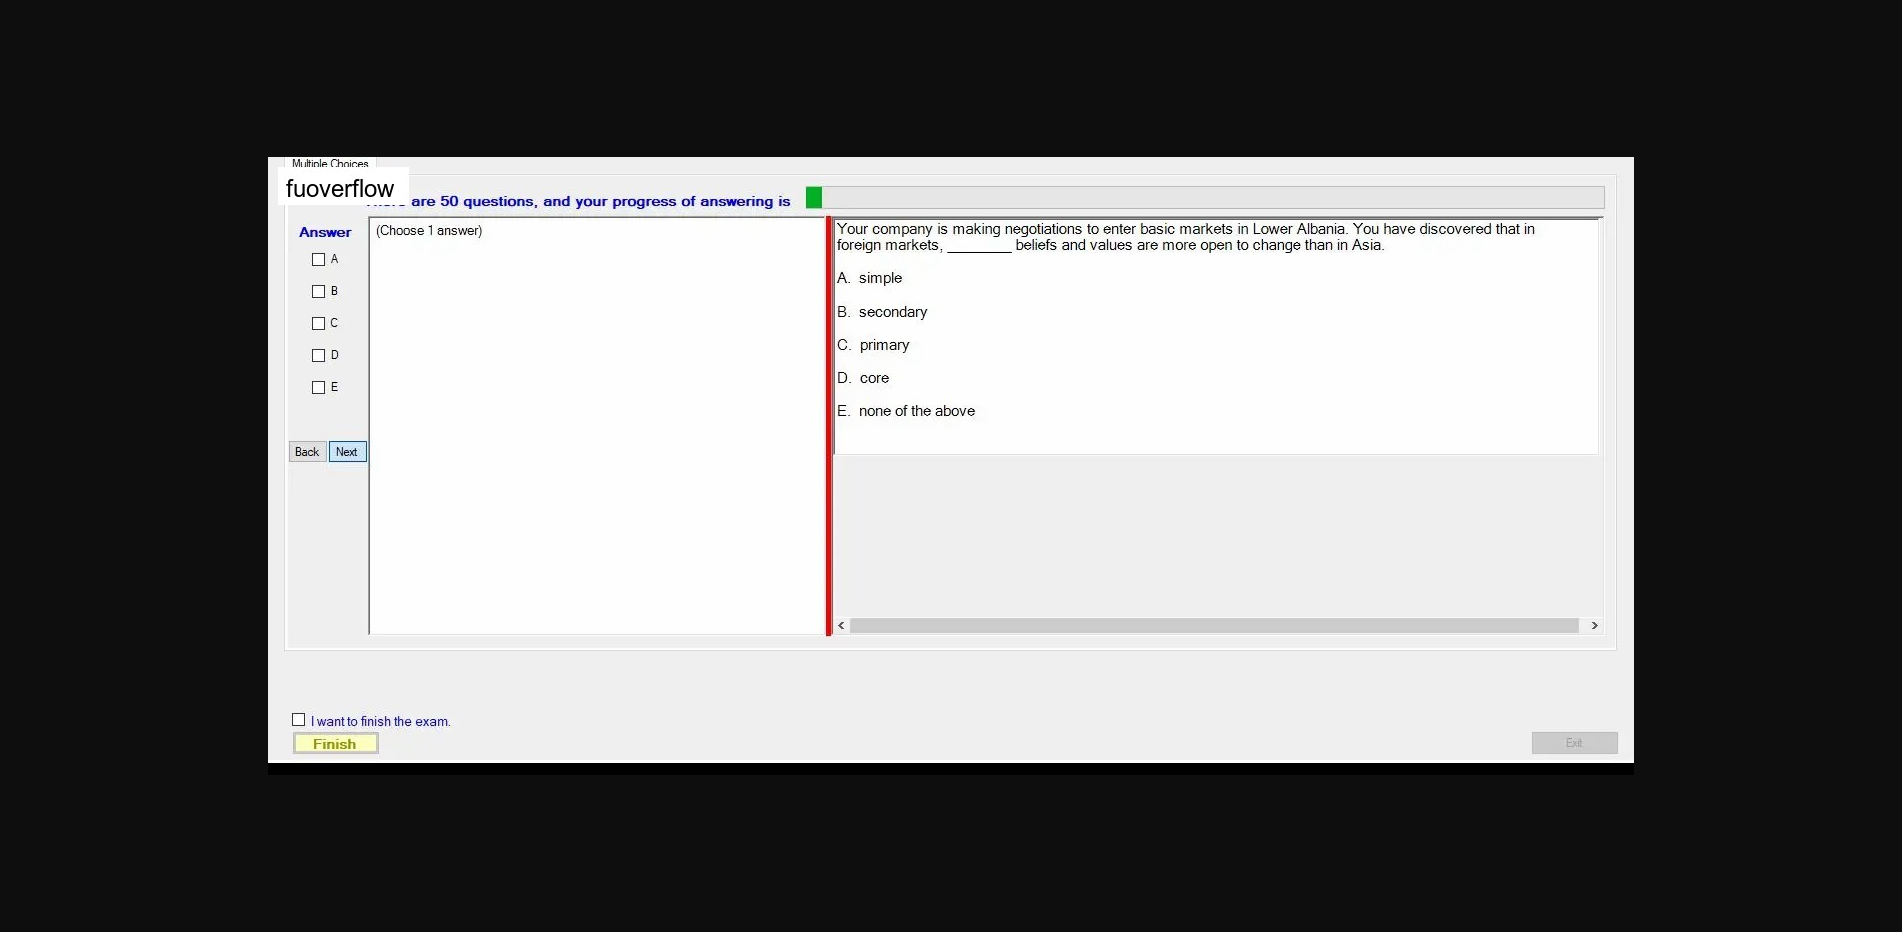 Multiple Choices
fuoverflow
are 50 questions, and your progress of answering is
Answer
(Choose 1 answer)
A
B
C
D
E
Back Next
Your company is making negotiations to enter basic markets in Lower Albania. You have discovered that in
foreign markets, ________ beliefs and values are more open to change than in Asia.
A. simple
B. secondary
C. primary
D. core
E. none of the above
I want to finish the exam.
Finish
Exit